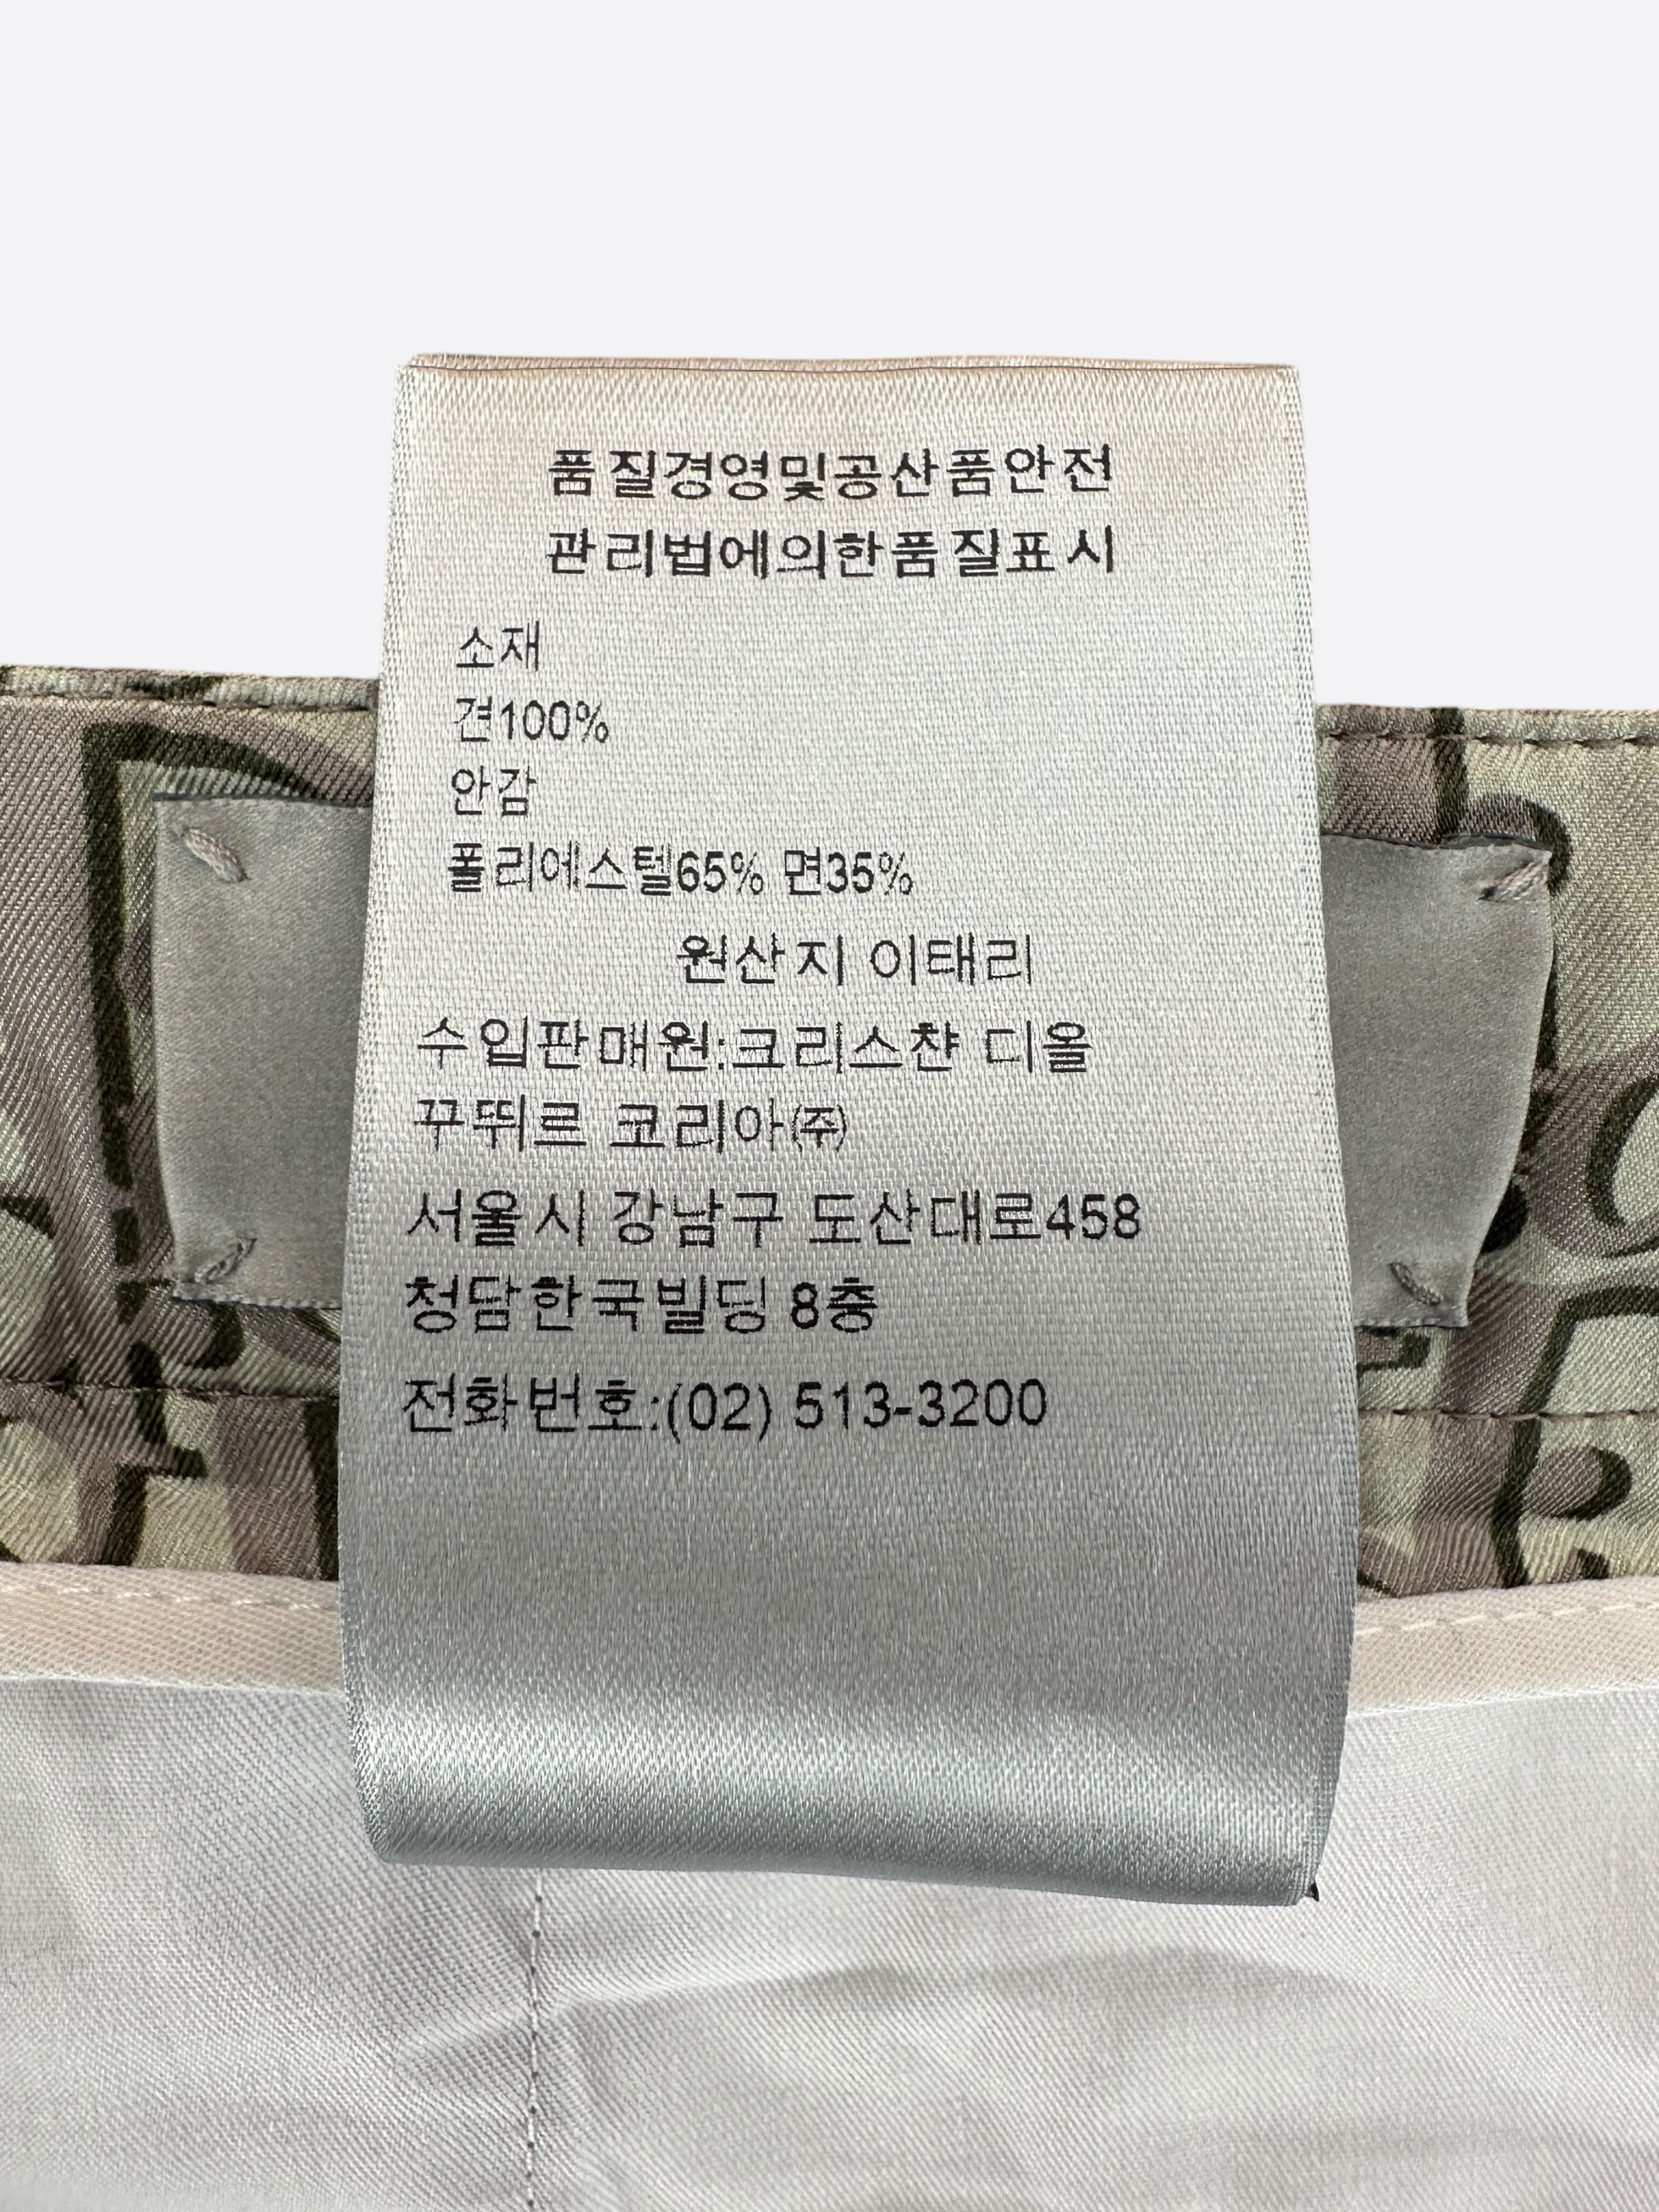 품질경영및공산품안전
관리법에의한품질표시
소재
견100%
안감
폴리에스텔65% 면35%
원산지 이태리
수입판매원:크리스챤 디올
꾸뛰르 코리아㈜
서울시 강남구 도산대로458
청담한국빌딩 8층
전화번호:(02) 513-3200